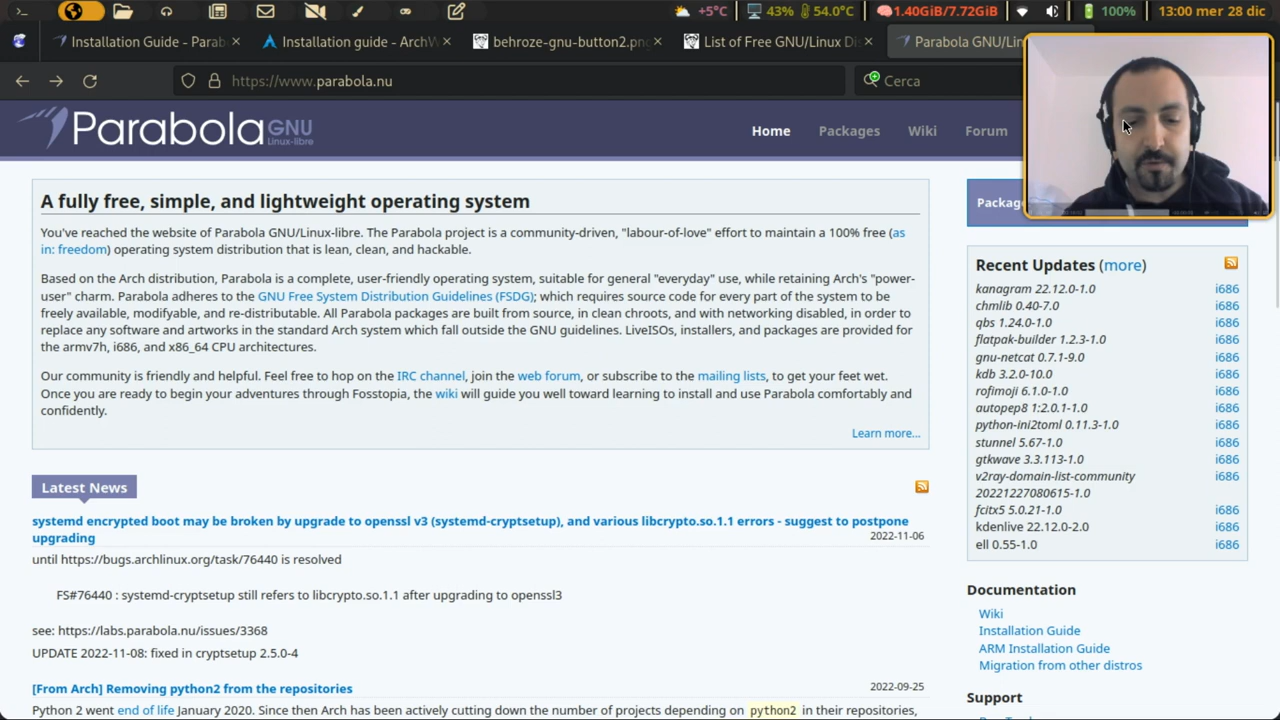 +5°C 43% 54.0°C 1.40GiB/7.72GiB 100% 13:00 mer 28 dic
Installation Guide - Parab
Installation guide - ArchW
behroze-gnu-button2.pn
List of Free GNU/Linux Di
Parabola GNU/Lin
https://www.parabola.nu
Cerca
Parabola GNU Linux-libre
Home Packages Wiki Forum
A fully free, simple, and lightweight operating system
You've reached the website of Parabola GNU/Linux-libre. The Parabola project is a community-driven, "labour-of-love" effort to maintain a 100% free (as
in: freedom) operating system distribution that is lean, clean, and hackable.
Based on the Arch distribution, Parabola is a complete, user-friendly operating system, suitable for general "everyday" use, while retaining Arch's "power-
user" charm. Parabola adheres to the GNU Free System Distribution Guidelines (FSDG); which requires source code for every part of the system to be
freely available, modifyable, and re-distributable. All Parabola packages are built from source, in clean chroots, and with networking disabled, in order to
replace any software and artworks in the standard Arch system which fall outside the GNU guidelines. LiveISOs, installers, and packages are provided for
the armv7h, i686, and x86_64 CPU architectures.
Our community is friendly and helpful. Feel free to hop on the IRC channel, join the web forum, or subscribe to the mailing lists, to get your feet wet.
Once you are ready to begin your adventures through Fosstopia, the wiki will guide you well toward learning to install and use Parabola comfortably and
confidently.
Learn more...
Latest News
systemd encrypted boot may be broken by upgrade to openssl v3 (systemd-cryptsetup), and various libcrypto.so.1.1 errors - suggest to postpone
upgrading
2022-11-06
until https://bugs.archlinux.org/task/76440 is resolved
FS#76440 : systemd-cryptsetup still refers to libcrypto.so.1.1 after upgrading to openssl3
see: https://labs.parabola.nu/issues/3368
UPDATE 2022-11-08: fixed in cryptsetup 2.5.0-4
[From Arch] Removing python2 from the repositories
2022-09-25
Python 2 went end of life January 2020. Since then Arch has been actively cutting down the number of projects depending on python2 in their repositories,
Package
Recent Updates (more)
kanagram 22.12.0-1.0 i686
chmlib 0.40-7.0 i686
qbs 1.24.0-1.0 i686
flatpak-builder 1.2.3-1.0 i686
gnu-netcat 0.7.1-9.0 i686
kdb 3.2.0-10.0 i686
rofimoji 6.1.0-1.0 i686
autopep8 1:2.0.1-1.0 i686
python-ini2toml 0.11.3-1.0 i686
stunnel 5.67-1.0 i686
gtkwave 3.3.113-1.0 i686
v2ray-domain-list-community i686
20221227080615-1.0
fcitx5 5.0.21-1.0 i686
kdenlive 22.12.0-2.0 i686
ell 0.55-1.0 i686
Documentation
Wiki
Installation Guide
ARM Installation Guide
Migration from other distros
Support